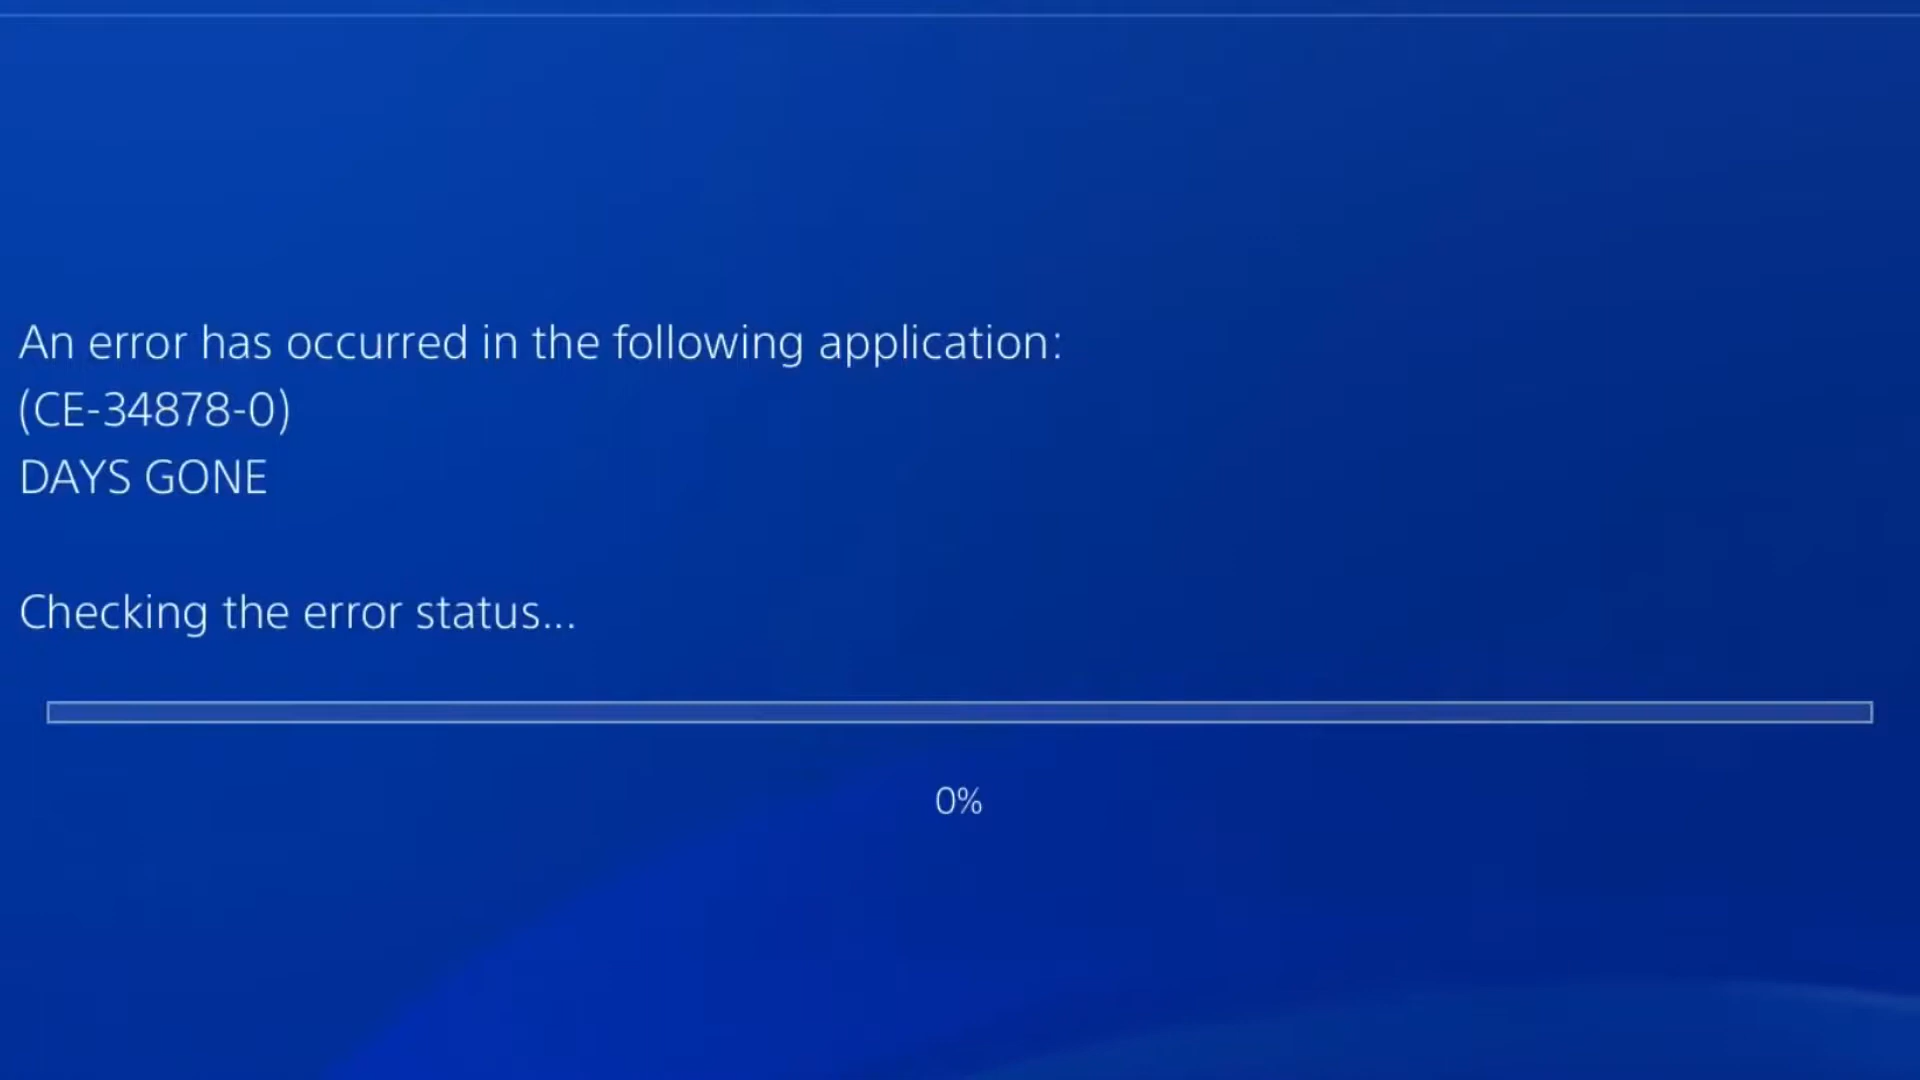 An error has occurred in the following application:
(CE-34878-0)
DAYS GONE
Checking the error status...
0%